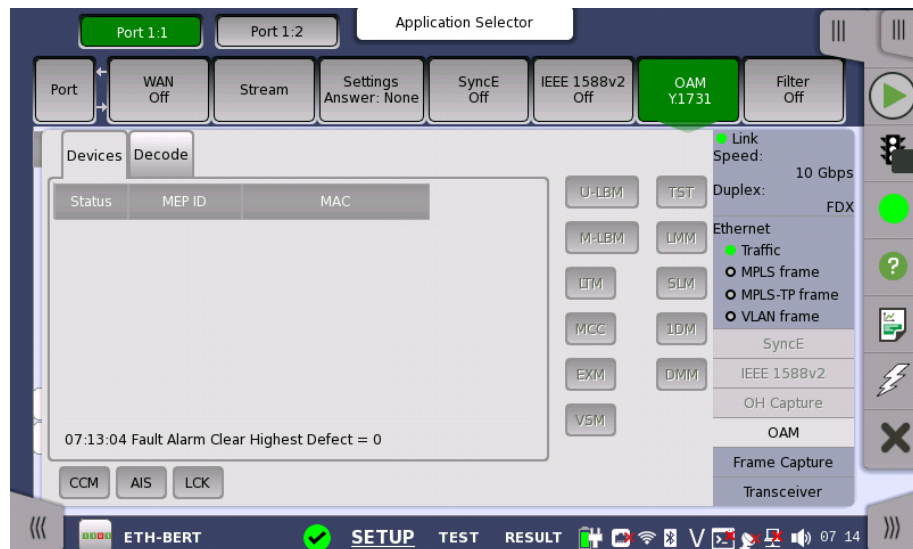 Application Selector
Port 1:1
Port 1:2
Port
WAN
Off
Stream
Settings
Answer: None
SyncE
Off
IEEE 1588v2
Off
OAM
Y.1731
Filter
Off
Devices
Decode
Status
MEP ID
MAC
07:13:04 Fault Alarm Clear Highest Defect = 0
CCM
AIS
LCK
U-LBM
TST
M-LBM
LMM
LTM
SLM
MCC
1DM
EXM
DMM
VSM
Link
Speed:
10 Gbps
Duplex:
FDX
Ethernet
Traffic
MPLS frame
MPLS-TP frame
VLAN frame
SyncE
IEEE 1588v2
OH Capture
OAM
Frame Capture
Transceiver
ETH-BERT
SETUP
TEST
RESULT
V
07 14